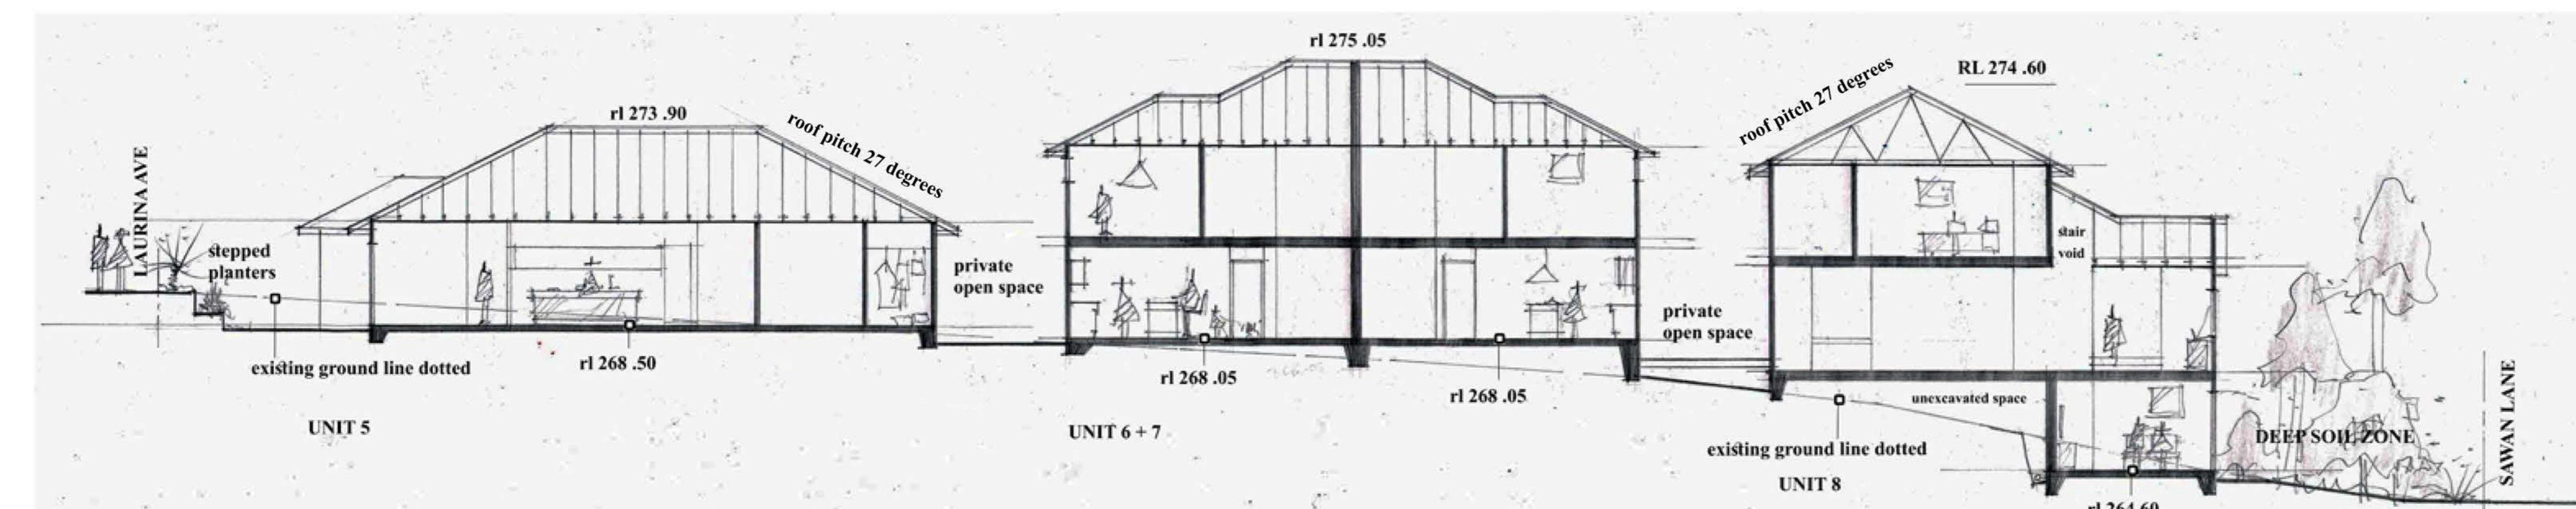 rl 275 .05
RL 274 .60
roof pitch 27 degrees
rl 273 .90
roof pitch 27 degrees
LAURINA AVE
stepped
planters
private
open space
stair
void
private
open space
existing ground line dotted
rl 268 .50
rl 268 .05
rl 268 .05
unexcavated space
UNIT 5
UNIT 6 + 7
existing ground line dotted
UNIT 8
DEEP SOIL ZONE
SAWAN LANE
rl 264.60